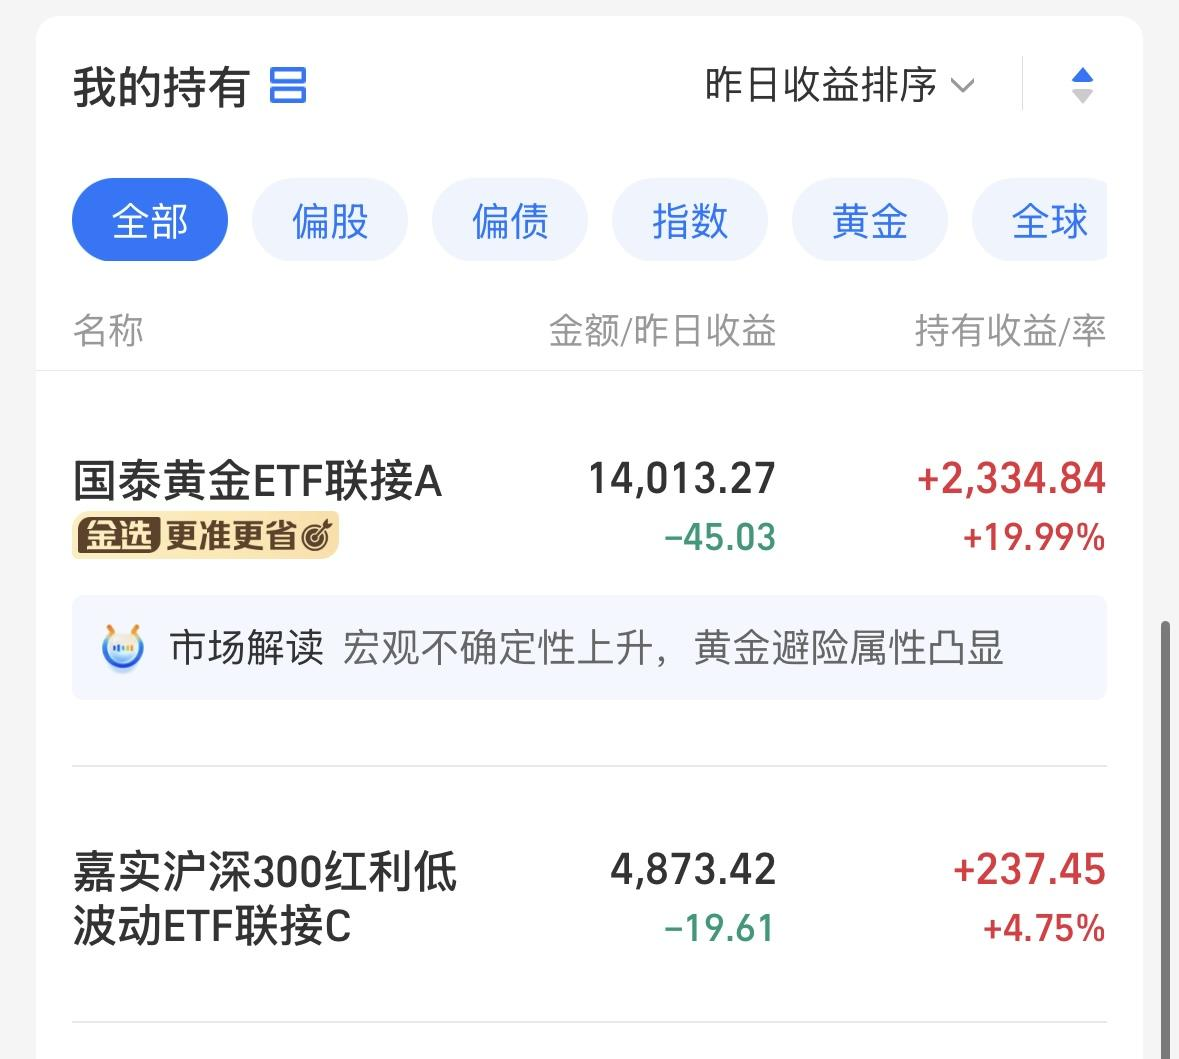 我的持有
昨日收益排序
全部 偏股 偏债 指数 黄金 全球
名称 金额/昨日收益 持有收益/率
国泰黄金ETF联接A 14,013.27 +2,334.84
金选 更准更省 -45.03 +19.99%
市场解读 宏观不确定性上升，黄金避险属性凸显
嘉实沪深300红利低 4,873.42 +237.45
波动ETF联接C -19.61 +4.75%